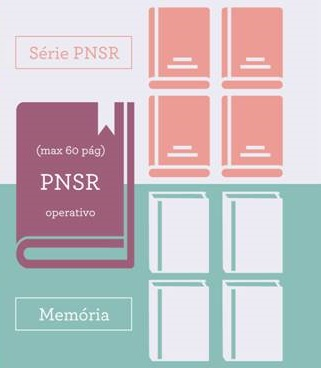 Série PNSR
(max 60 pág)
PNSR
operativo
Memória